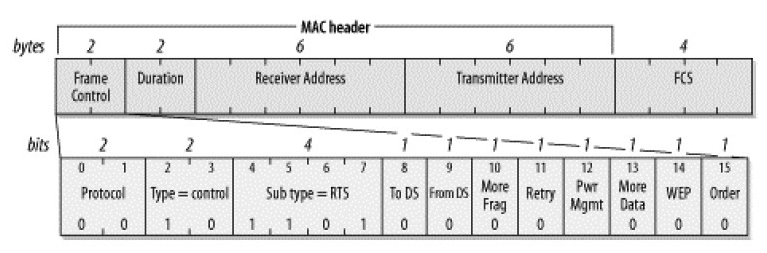 MAC header
bytes 2 2 6 6 4
Frame Control Duration Receiver Address Transmitter Address FCS
bits 2 2 4 1 1 1 1 1 1 1 1
0 1 2 3 4 5 6 7 8 9 10 11 12 13 14 15
Protocol Type = control Sub type = RTS To DS From DS More Frag Retry Pwr Mgmt More Data WEP Order
0 0 1 0 1 1 0 1 0 0 0 0 0 0 0